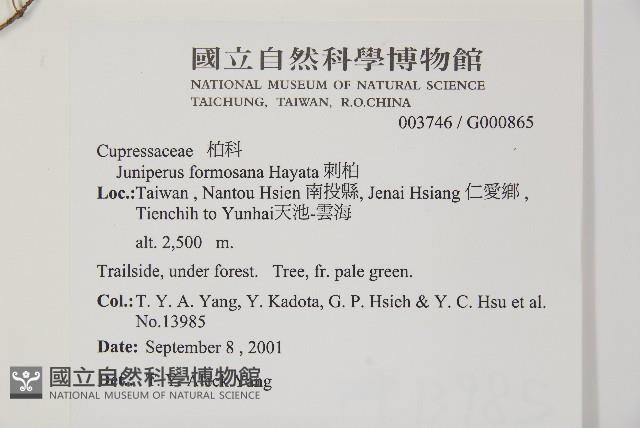 國立自然科學博物館
NATIONAL MUSEUM OF NATURAL SCIENCE
TAICHUNG, TAIWAN, R.O.CHINA
003746 / G000865
Cupressaceae 柏科
Juniperus formosana Hayata 刺柏
Loc.:Taiwan , Nantou Hsien 南投縣, Jenai Hsiang 仁愛鄉 ,
Tienchih to Yunhai天池-雲海
alt. 2,500 m.
Trailside, under forest. Tree, fr. pale green.
Col.: T. Y. A. Yang, Y. Kadota, G. P. Hsieh & Y. C. Hsu et al.
No.13985
Date: September 8 , 2001
Det.: T. Y. Aleck Yang
國立自然科學博物館
NATIONAL MUSEUM OF NATURAL SCIENCE